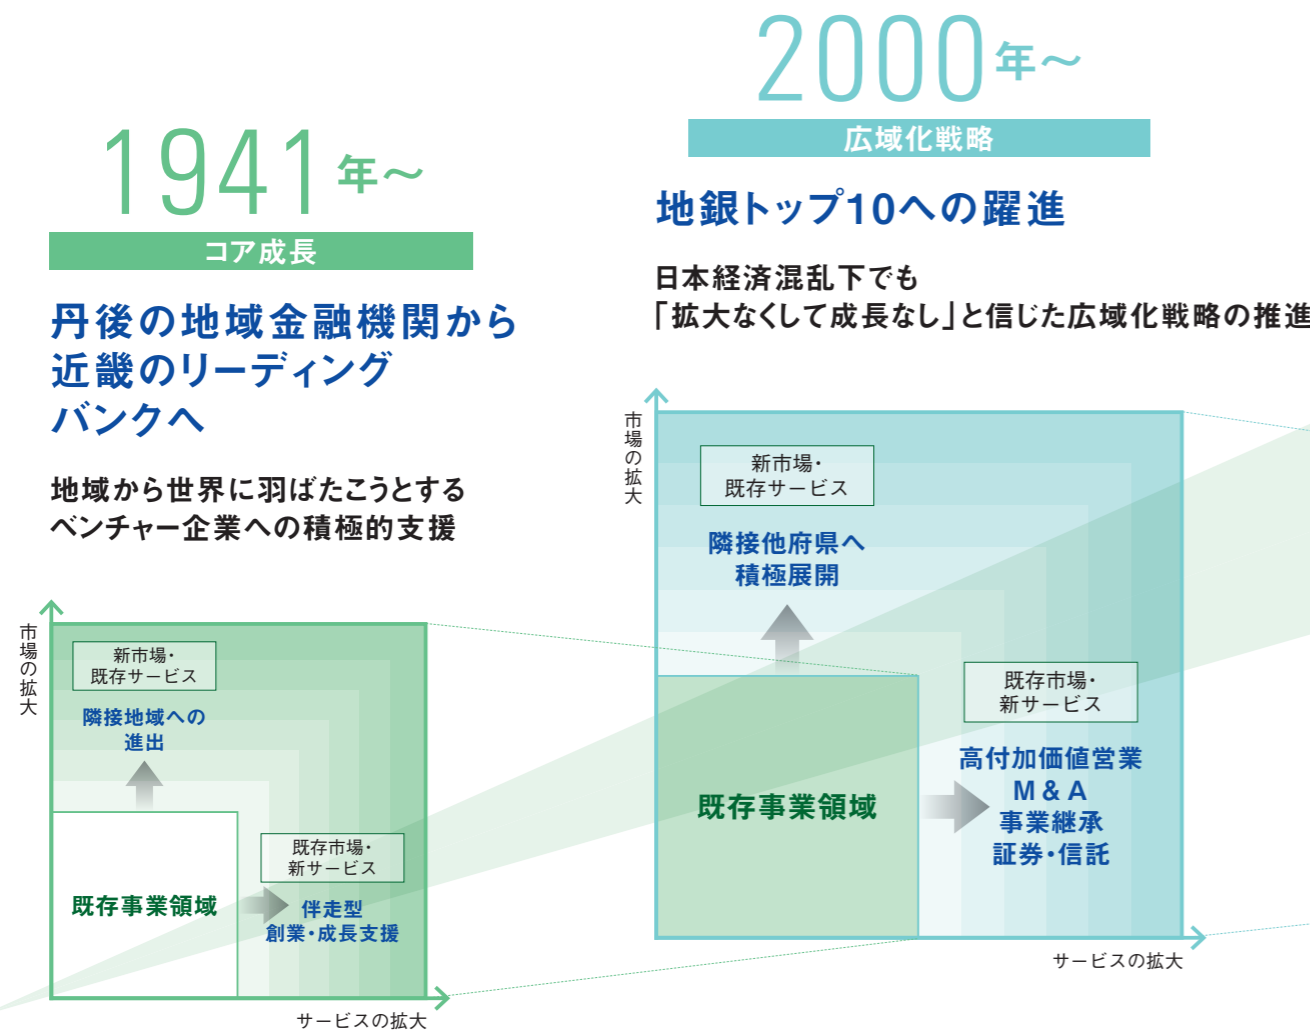 1941年～
コア成長
丹後の地域金融機関から
近畿のリーディング
バンクへ
地域から世界に羽ばたこうとする
ベンチャー企業への積極的支援
市場の拡大
新市場・
既存サービス
隣接地域への
進出
既存事業領域
既存市場・
新サービス
伴走型
創業・成長支援
サービスの拡大
2000年～
広域化戦略
地銀トップ10への躍進
日本経済混乱下でも
「拡大なくして成長なし」と信じた広域化戦略の推進
市場の拡大
新市場・
既存サービス
隣接他府県へ
積極展開
既存事業領域
既存市場・
新サービス
高付加価値営業
M & A
事業継承
証券・信託
サービスの拡大